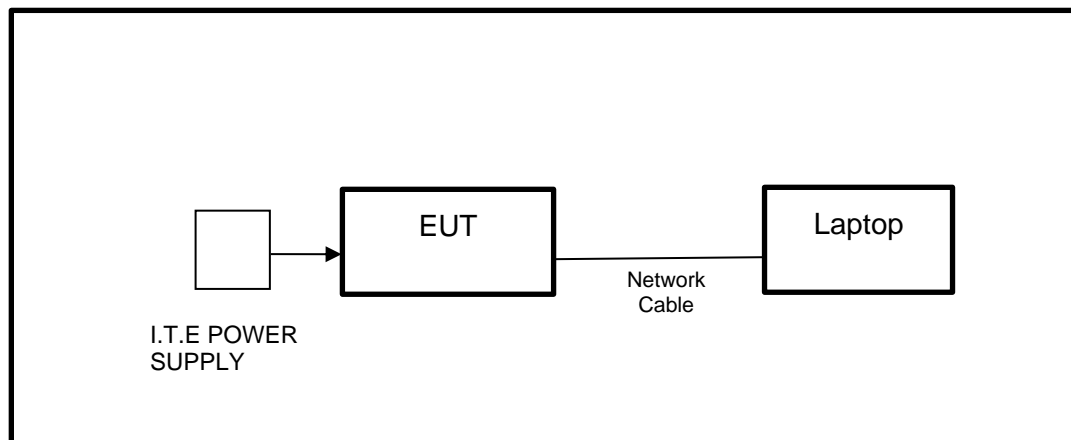 EUT
Laptop
Network
Cable
I.T.E POWER
SUPPLY